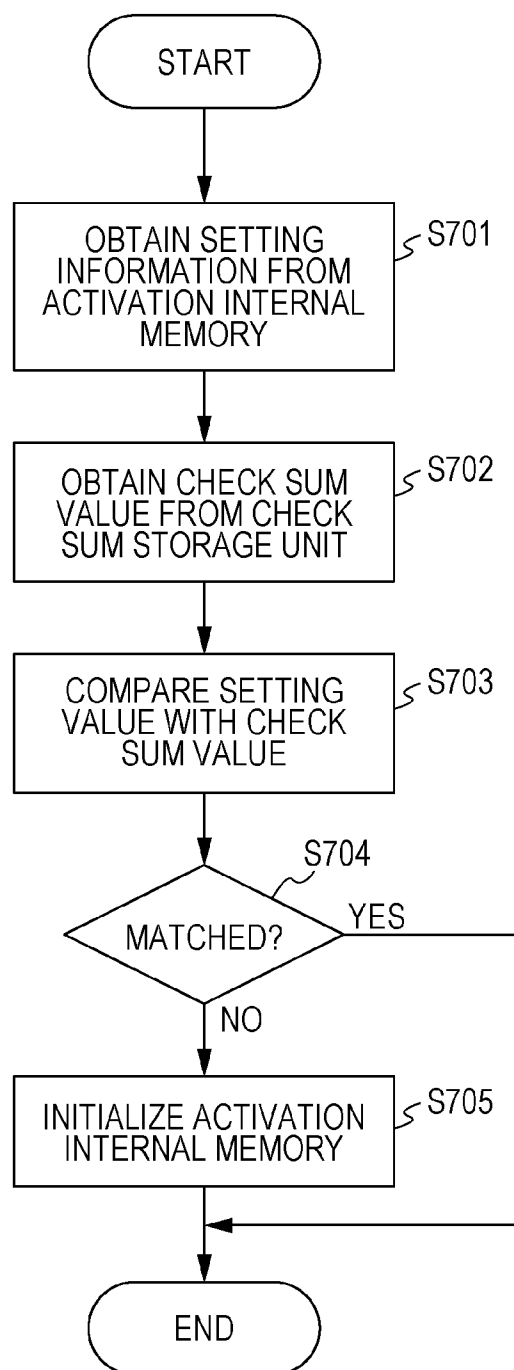 START
S701
OBTAIN SETTING
INFORMATION FROM
ACTIVATION INTERNAL
MEMORY
S702
OBTAIN CHECK SUM
VALUE FROM CHECK
SUM STORAGE UNIT
S703
COMPARE SETTING
VALUE WITH CHECK
SUM VALUE
S704
MATCHED?
YES
NO
S705
INITIALIZE ACTIVATION
INTERNAL MEMORY
END